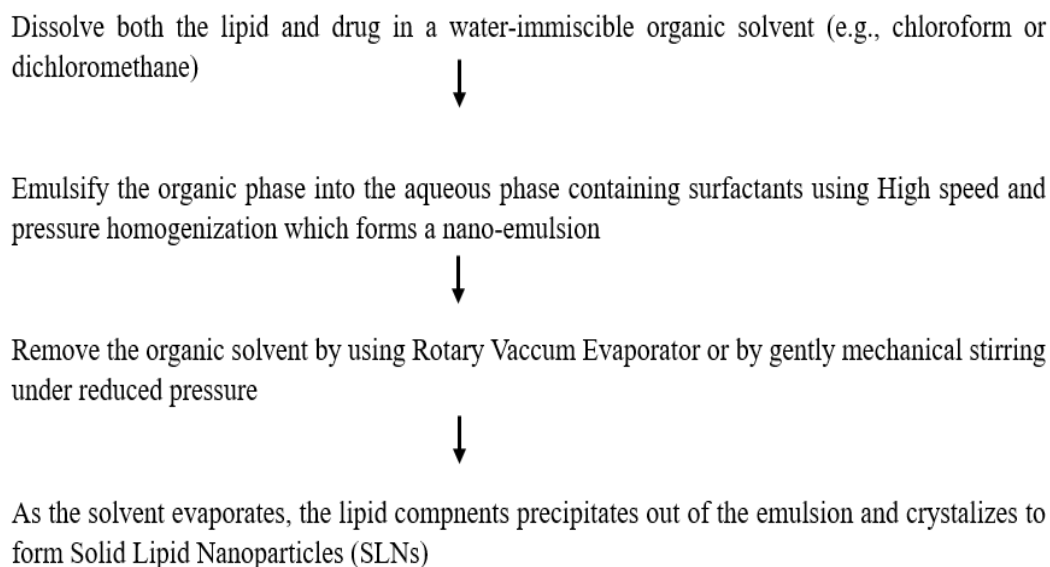 Dissolve both the lipid and drug in a water-immiscible organic solvent (e.g., chloroform or
dichloromethane)
Emulsify the organic phase into the aqueous phase containing surfactants using High speed and
pressure homogenization which forms a nano-emulsion
Remove the organic solvent by using Rotary Vaccum Evaporator or by gently mechanical stirring
under reduced pressure
As the solvent evaporates, the lipid compnents precipitates out of the emulsion and crystalizes to
form Solid Lipid Nanoparticles (SLNs)